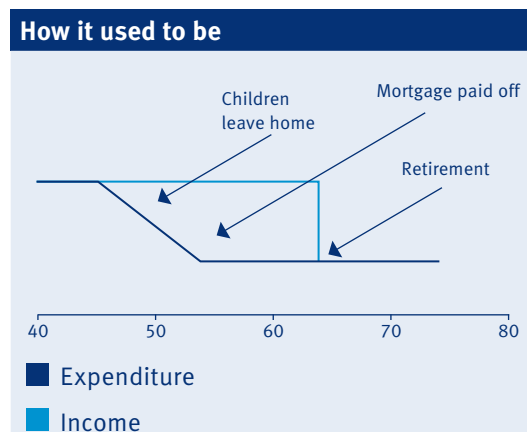 How it used to be
Children
leave home
Mortgage paid off
Retirement
40 50 60 70 80
Expenditure
Income